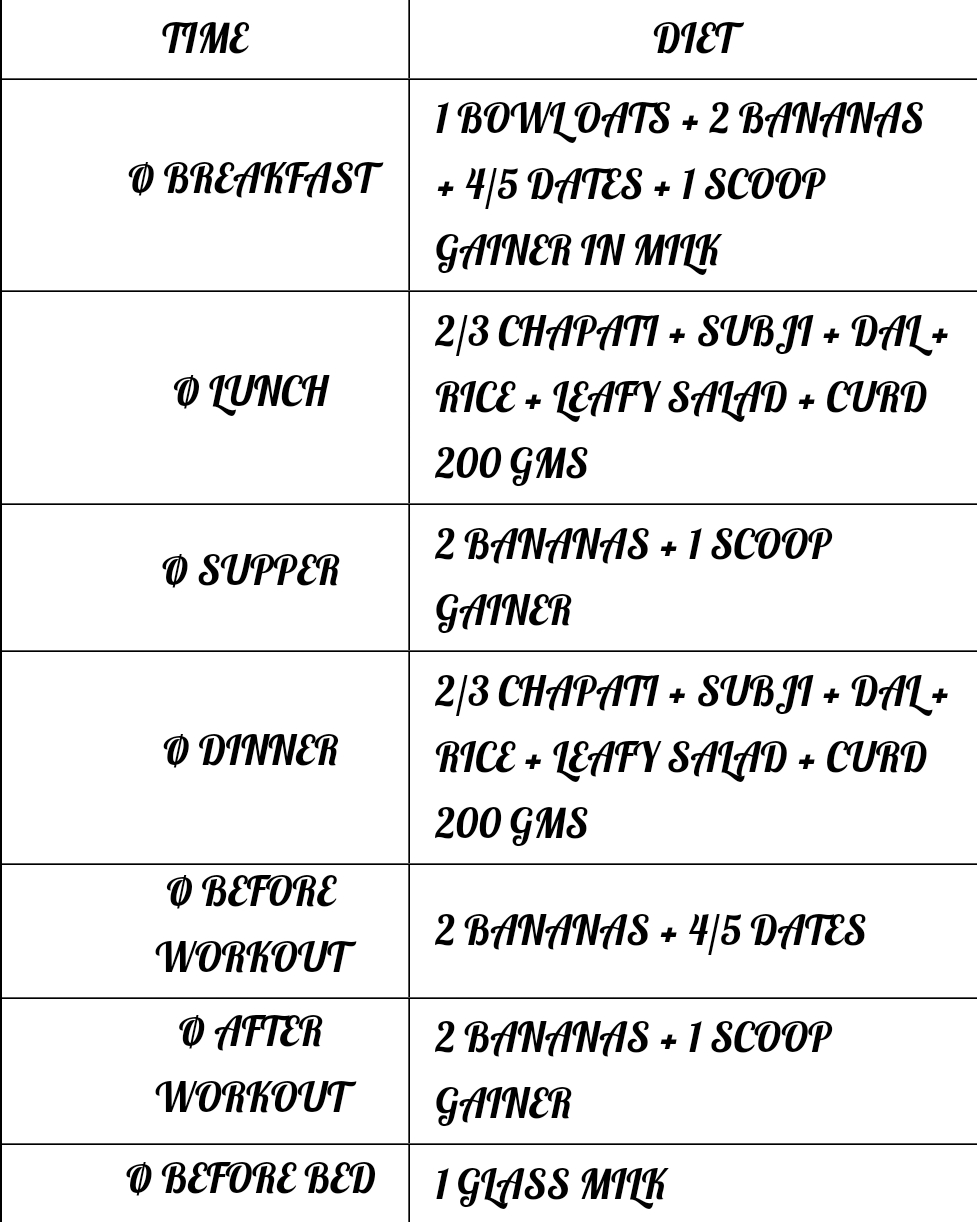 TIME
DIET
Ø BREAKFAST
1 BOWL OATS + 2 BANANAS
+ 4/5 DATES + 1 SCOOP
GAINER IN MILK
Ø LUNCH
2/3 CHAPATI + SUBJI + DAL +
RICE + LEAFY SALAD + CURD
200 GMS
Ø SUPPER
2 BANANAS + 1 SCOOP
GAINER
Ø DINNER
2/3 CHAPATI + SUBJI + DAL +
RICE + LEAFY SALAD + CURD
200 GMS
Ø BEFORE
WORKOUT
2 BANANAS + 4/5 DATES
Ø AFTER
WORKOUT
2 BANANAS + 1 SCOOP
GAINER
Ø BEFORE BED
1 GLASS MILK